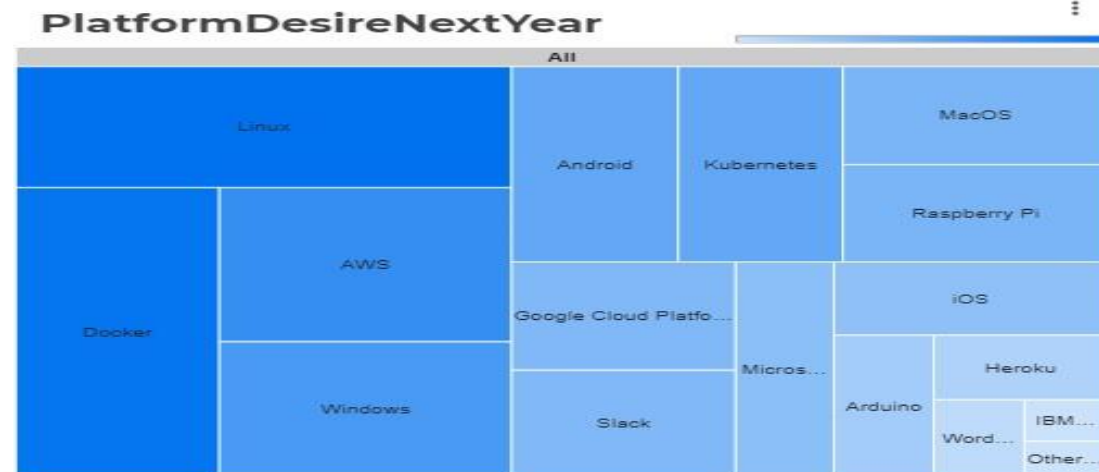 PlatformDesireNextYear
All
Linux
Docker
AWS
Windows
Android
Kubernetes
MacOS
Raspberry Pi
Google Cloud Platfo...
Slack
Micros...
iOS
Arduino
Heroku
Word...
IBM...
Other...